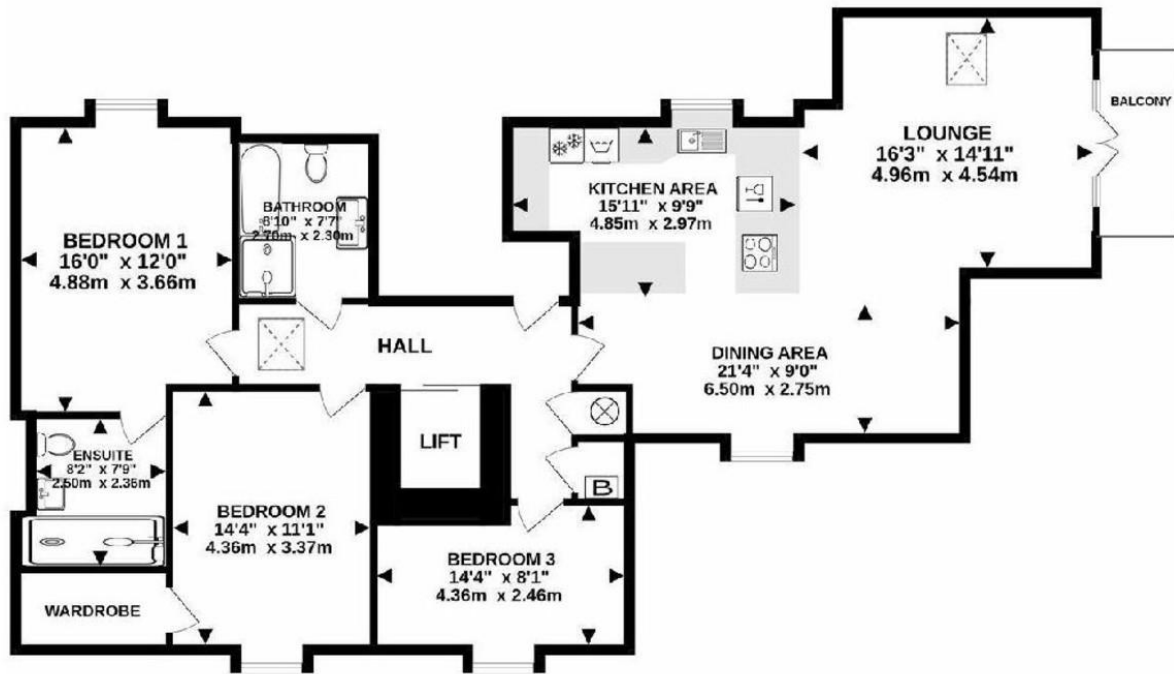 BALCONY
LOUNGE
16'3" x 14'11"
4.96m x 4.54m
KITCHEN AREA
15'11" x 9'9"
4.85m x 2.97m
BATHROOM
8'10" x 7'7"
2.70m x 2.30m
BEDROOM 1
16'0" x 12'0"
4.88m x 3.66m
HALL
DINING AREA
21'4" x 9'0"
6.50m x 2.75m
LIFT
ENSUITE
8'2" x 7'9"
2.50m x 2.36m
B
BEDROOM 2
14'4" x 11'1"
4.36m x 3.37m
BEDROOM 3
14'4" x 8'1"
4.36m x 2.46m
WARDROBE